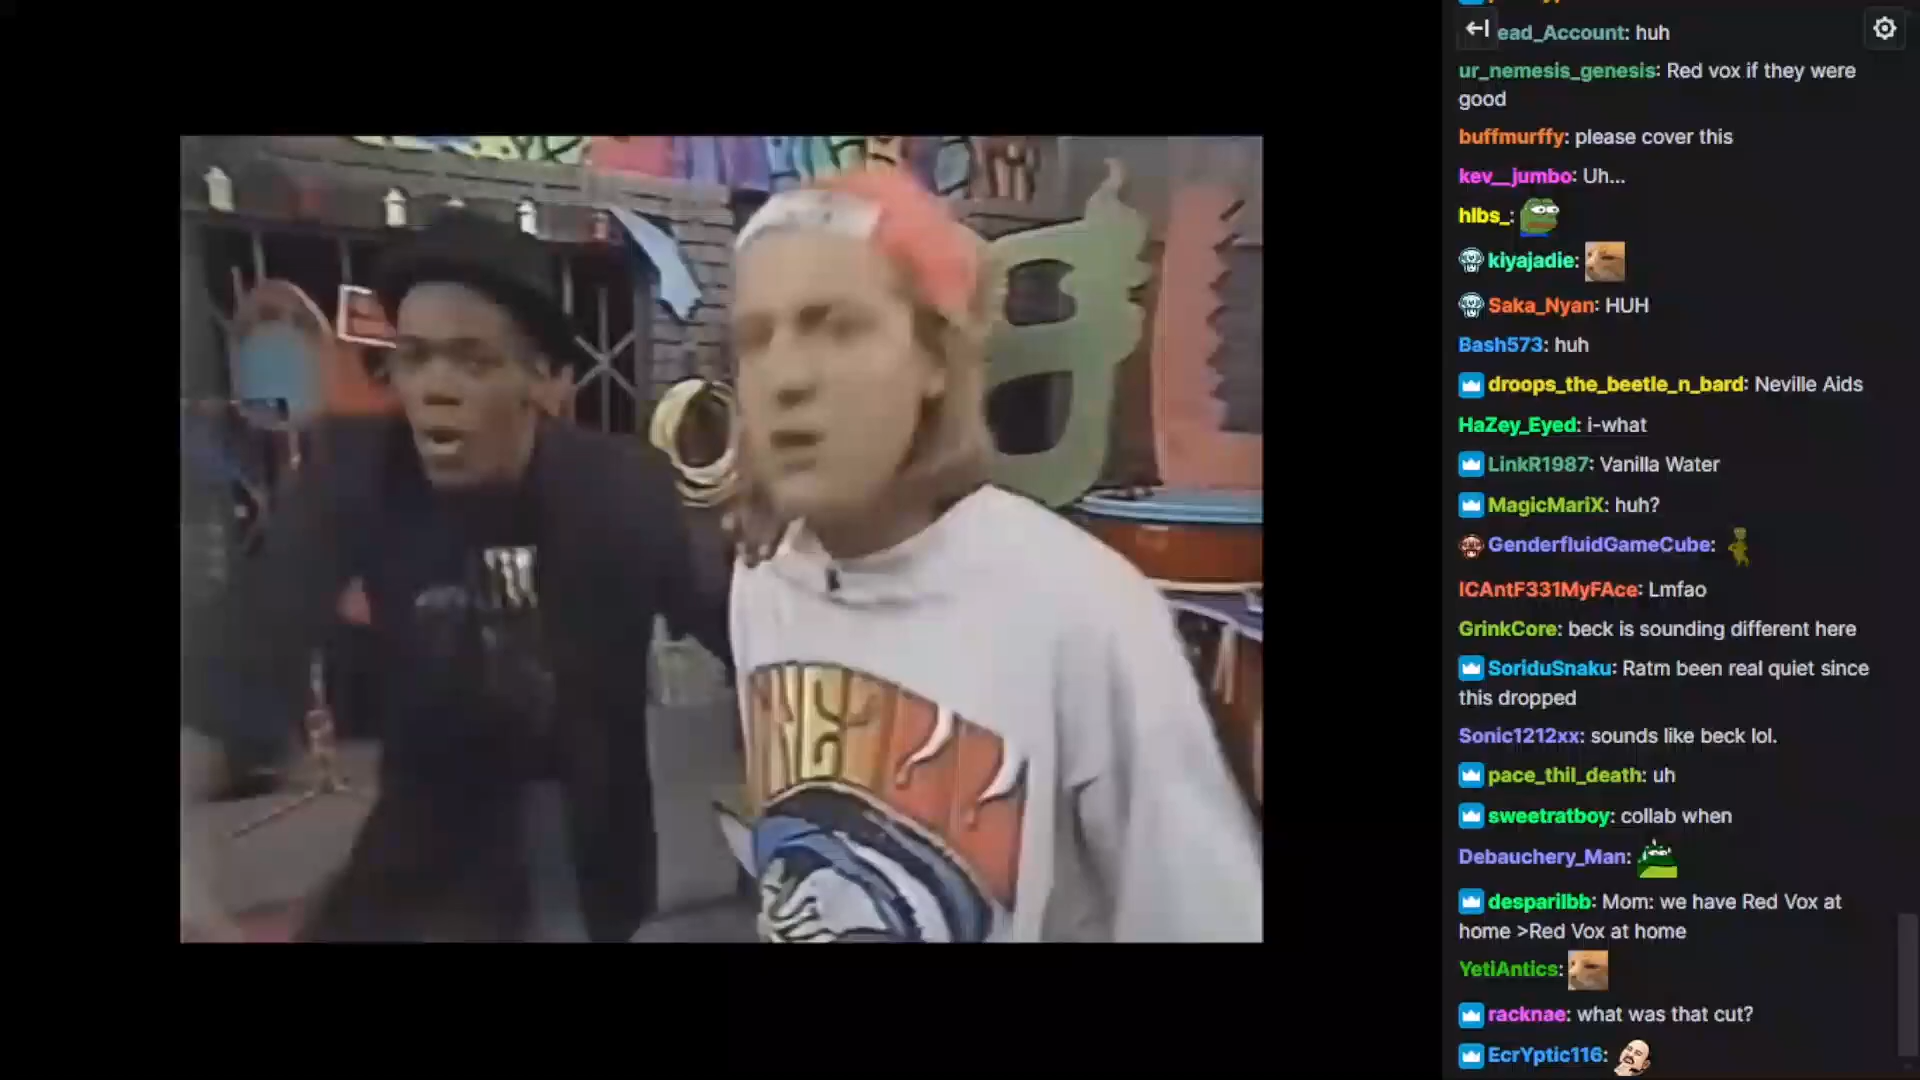 ead_Account: huh
ur_nemesis_genesis: Red vox if they were
good
buffmurffy: please cover this
kev__jumbo: Uh...
hlbs_:
kiyajadie:
Saka_Nyan: HUH
Bash573: huh
droops_the_beetle_n_bard: Neville Aids
HaZey_Eyed: i-what
LinkR1987: Vanilla Water
MagicMariX: huh?
GenderfluidGameCube:
ICAntF331MyFAce: Lmfao
GrinkCore: beck is sounding different here
SoriduSnaku: Ratm been real quiet since
this dropped
Sonic1212xx: sounds like beck lol.
pace_thil_death: uh
sweetratboy: collab when
Debauchery_Man:
desparilbb: Mom: we have Red Vox at
home >Red Vox at home
YetiAntics:
racknae: what was that cut?
EcrYptic116: